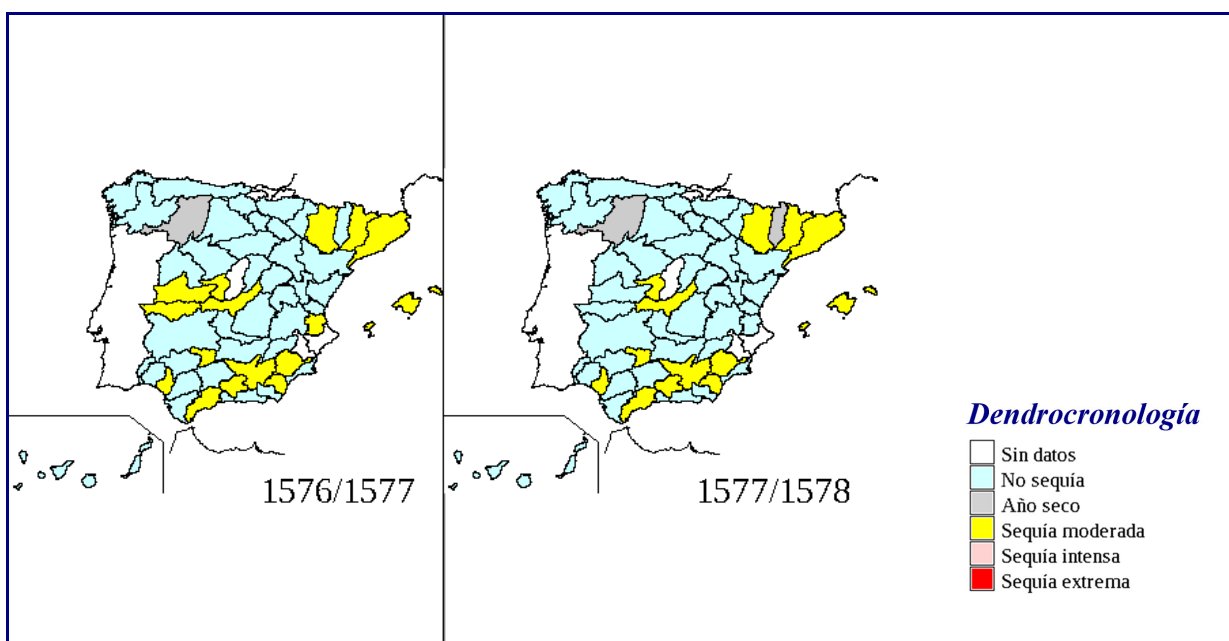 1576/1577
1577/1578
Dendrocronología
Sin datos
No sequía
Año seco
Sequía moderada
Sequía intensa
Sequía extrema